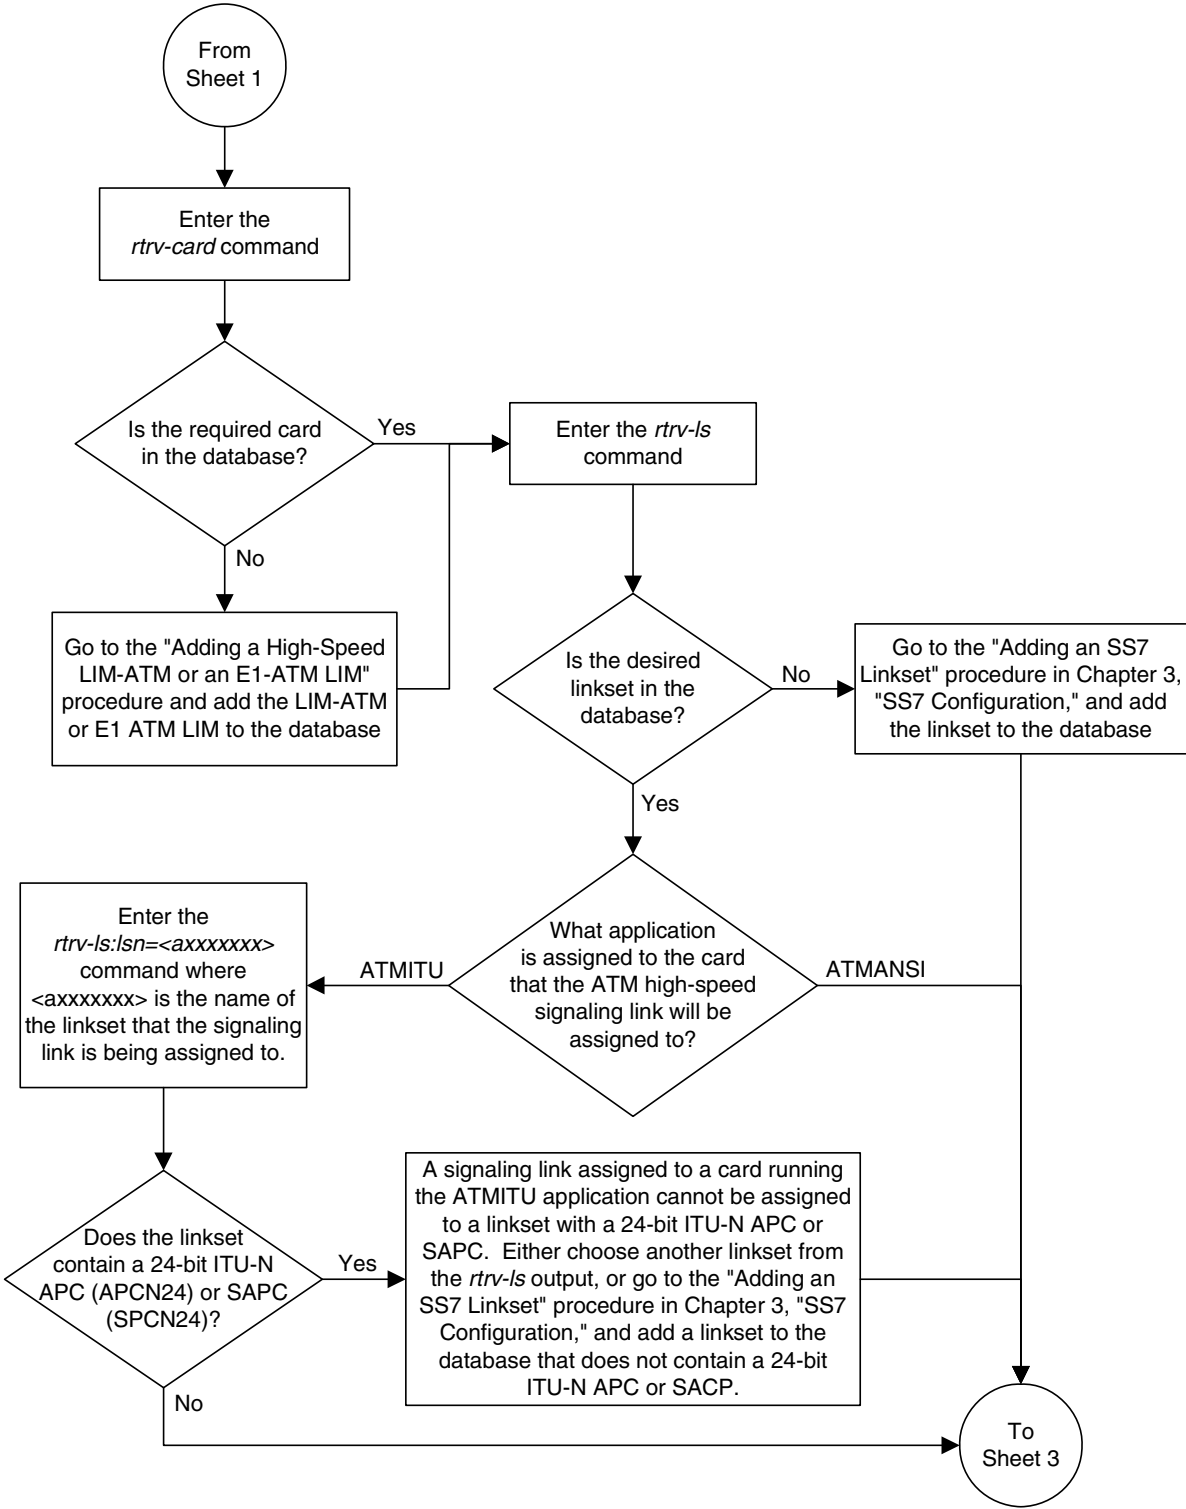 From
Sheet 1
Enter the
rtrv-card command
Is the required card
in the database?
Yes
No
Enter the rtrv-ls
command
Go to the "Adding a High-Speed
LIM-ATM or an E1-ATM LIM"
procedure and add the LIM-ATM
or E1 ATM LIM to the database
Is the desired
linkset in the
database?
No
Yes
Go to the "Adding an SS7
Linkset" procedure in Chapter 3,
"SS7 Configuration," and add
the linkset to the database
What application
is assigned to the card
that the ATM high-speed
signaling link will be
assigned to?
ATMITU
ATMANSI
Enter the
rtrv-ls:lsn=<axxxxxxx>
command where
<axxxxxxx> is the name of
the linkset that the signaling
link is being assigned to.
Does the linkset
contain a 24-bit ITU-N
APC (APCN24) or SAPC
(SPCN24)?
Yes
No
A signaling link assigned to a card running
the ATMITU application cannot be assigned
to a linkset with a 24-bit ITU-N APC or
SAPC.  Either choose another linkset from
the rtrv-ls output, or go to the "Adding an
SS7 Linkset" procedure in Chapter 3, "SS7
Configuration," and add a linkset to the
database that does not contain a 24-bit
ITU-N APC or SACP.
To
Sheet 3